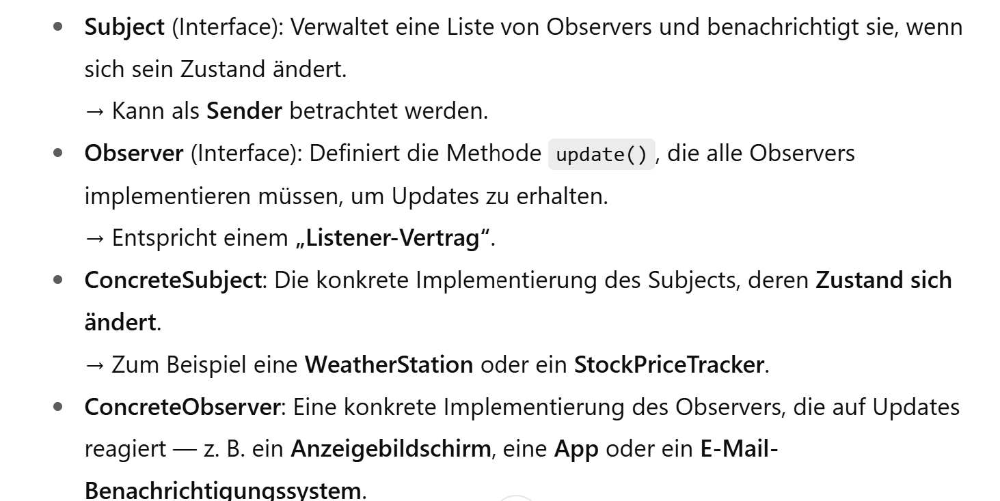 • Subject (Interface): Verwaltet eine Liste von Observers und benachrichtigt sie, wenn
sich sein Zustand ändert.
→ Kann als Sender betrachtet werden.
• Observer (Interface): Definiert die Methode update(), die alle Observers
implementieren müssen, um Updates zu erhalten.
→ Entspricht einem „Listener-Vertrag“.
• ConcreteSubject: Die konkrete Implementierung des Subjects, deren Zustand sich
ändert.
→ Zum Beispiel eine WeatherStation oder ein StockPriceTracker.
• ConcreteObserver: Eine konkrete Implementierung des Observers, die auf Updates
reagiert — z. B. ein Anzeigebildschirm, eine App oder ein E-Mail-
Benachrichtigungssystem.